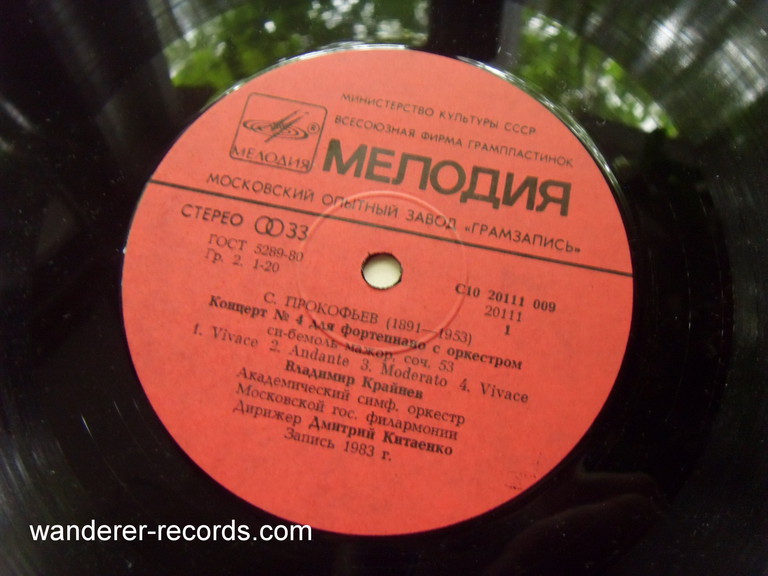 МИНИСТЕРСТВО КУЛЬТУРЫ СССР
ВСЕСОЮЗНАЯ ФИРМА ГРАМПЛАСТИНОК
МЕЛОДИЯ
МЕЛОДИЯ
МОСКОВСКИЙ ОПЫТНЫЙ ЗАВОД «ГРАМЗАПИСЬ»
СТЕРЕО 33
ГОСТ 5289-80
Гр. 2. 1-20
С10 20111 009
20111
1
С. ПРОКОФЬЕВ (1891—1953)
Концерт № 4 для фортепиано с оркестром
си-бемоль мажор, соч. 53
1. Vivace 2. Andante 3. Moderato 4. Vivace
Владимир Крайнев
Академический симф. оркестр
Московской гос. филармонии
Дирижер Дмитрий Китаенко
Запись 1983 г.
wanderer-records.com